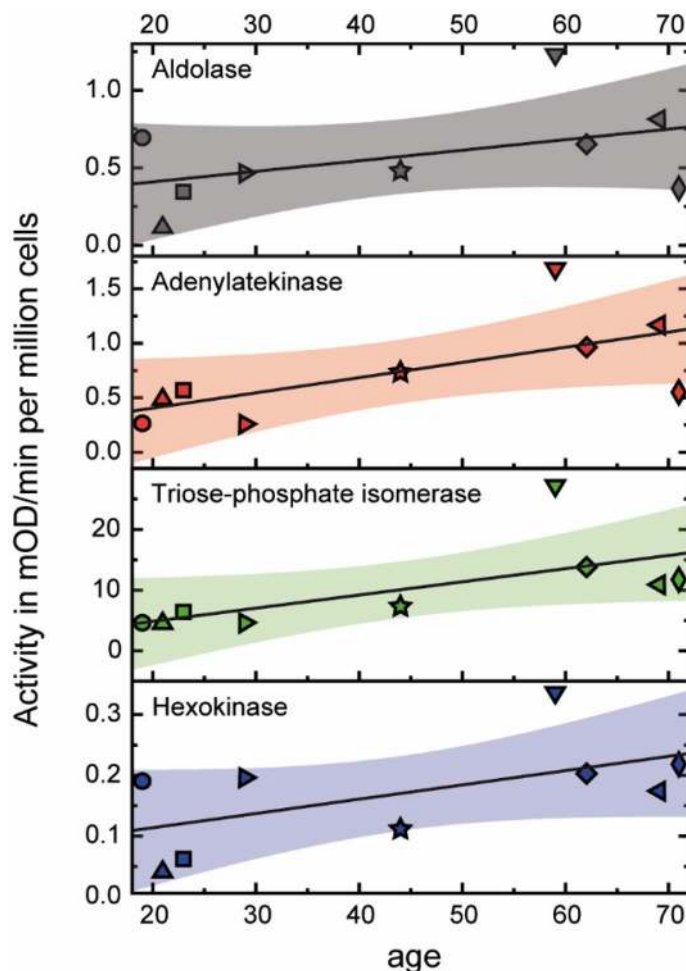 20 30 40 50 60 70
Aldolase
1.0
0.5
0.0
Adenylatekinase
1.5
1.0
0.5
0.0
Triose-phosphate isomerase
20
10
0
Hexokinase
0.3
0.2
0.1
0.0
20 30 40 50 60 70
age
Activity in mOD/min per million cells